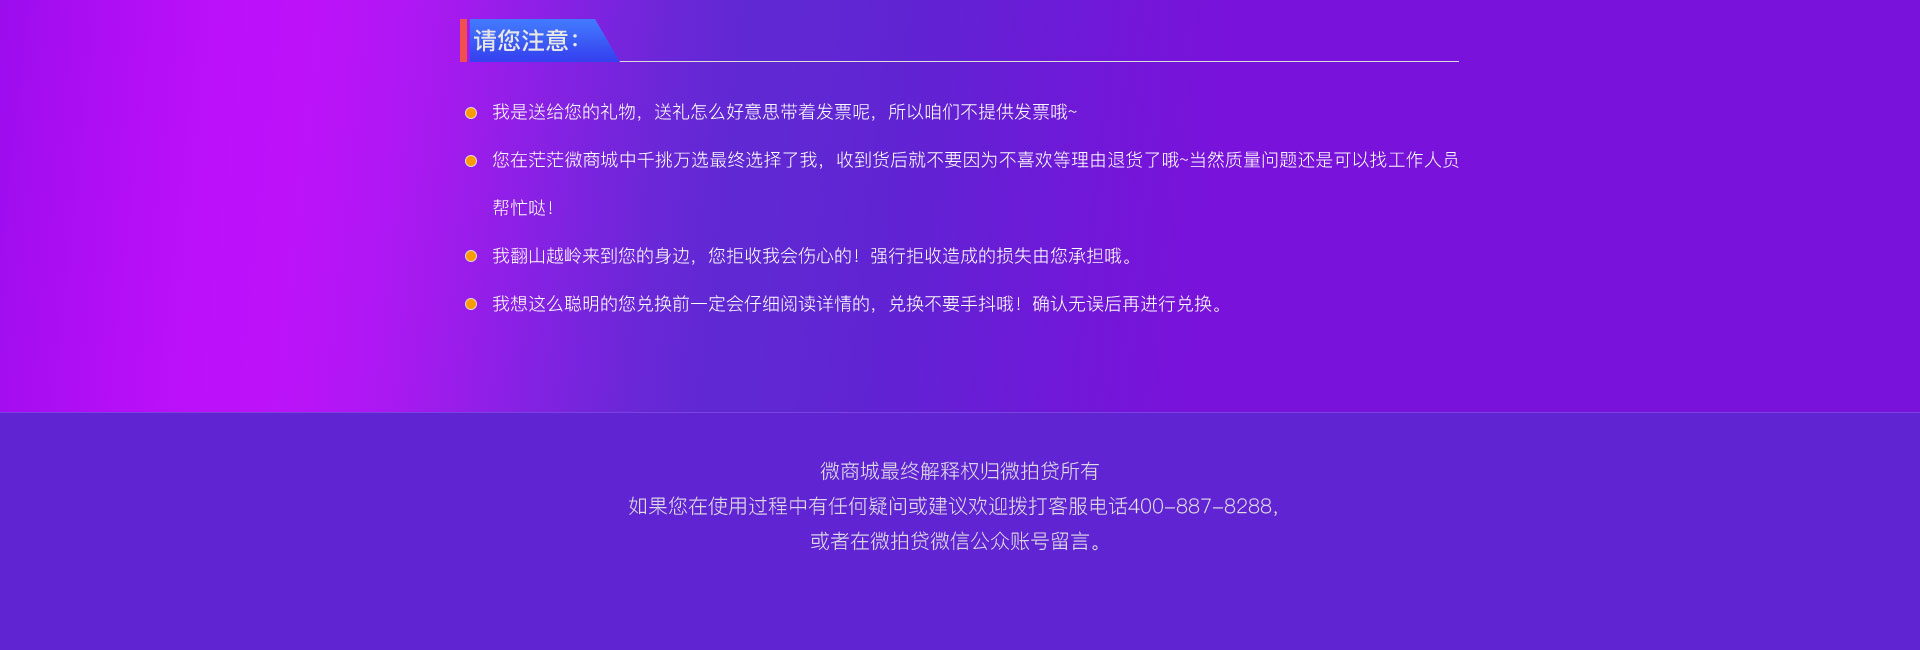 请您注意：
我是送给您的礼物，送礼怎么好意思带着发票呢，所以咱们不提供发票哦~
您在茫茫微商城中千挑万选最终选择了我，收到货后就不要因为不喜欢等理由退货了哦~当然质量问题还是可以找工作人员
帮忙哒！
我翻山越岭来到您的身边，您拒收我会伤心的！强行拒收造成的损失由您承担哦。
我想这么聪明的您兑换前一定会仔细阅读详情的，兑换不要手抖哦！确认无误后再进行兑换。
微商城最终解释权归微拍贷所有
如果您在使用过程中有任何疑问或建议欢迎拨打客服电话400-887-8288，
或者在微拍贷微信公众账号留言。